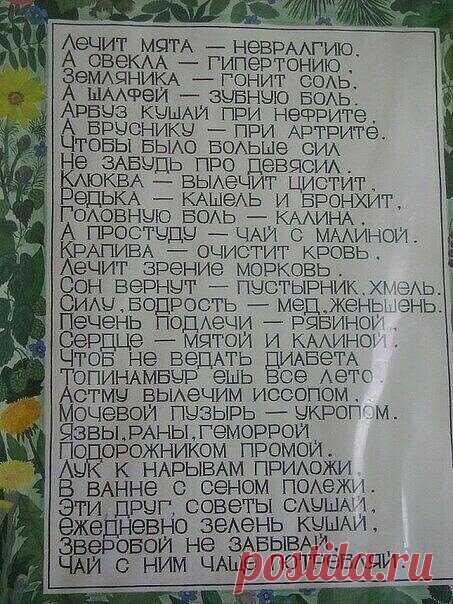 Лечит мята — невралгию,
А свекла — гипертонию,
Земляника — гонит соль,
А шалфей — зубную боль.
Арбуз кушай при нефрите,
А бруснику — при артрите.
Чтобы было больше сил
Не забудь про девясил.
Клюква — вылечит цистит,
Редька — кашель и бронхит,
Головную боль — калина,
А простуду — чай с малиной.
Крапива — очистит кровь,
Лечит зрение морковь.
Сон вернут — пустырник, хмель.
Силу, бодрость — мед, женьшень.
Печень подлечи — рябиной,
Сердце — мятой и калиной.
Чтоб не ведать диабета
Топинамбур ешь все лето.
Астму вылечим иссопом,
Мочевой пузырь — укропом.
Язвы, раны, геморрой
Подорожником промой.
Лук к нарывам приложи,
В ванне с сеном полежи.
Эти друг, советы слушай,
Ежедневно зелень кушай,
Зверобой не забывай
Чай с ним чаще потребляй.
postila.ru